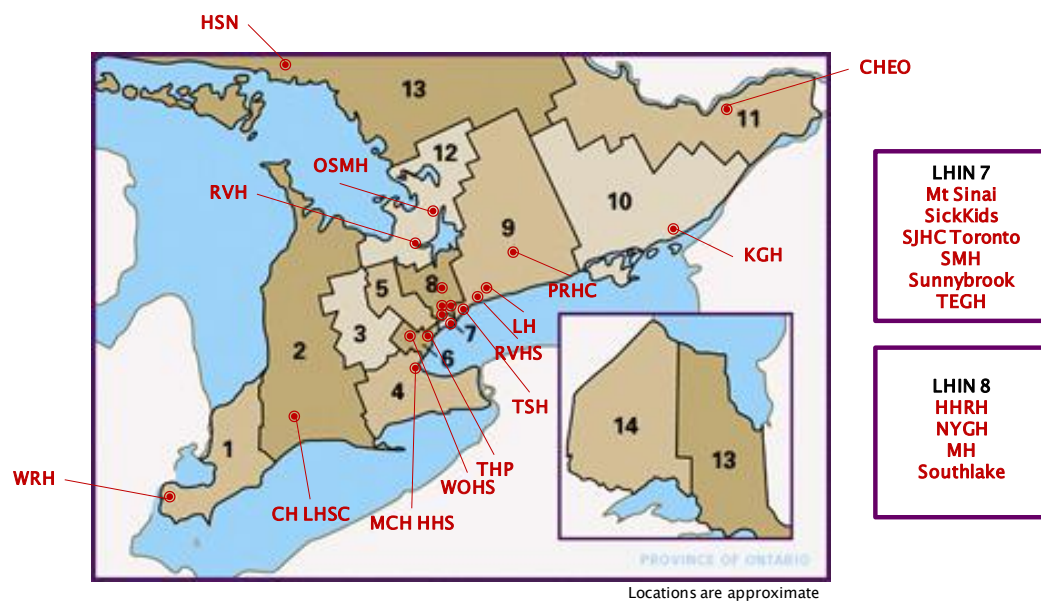 HSN
CHEO
13
11
12
OSMH
RVH
10
9
KGH
8
5
PRHC
LH
7
3
2
RVHS
6
4
TSH
14
13
1
THP
WOHS
WRH
CH LHSC
MCH HHS
PROVINCE OF ONTARIO
Locations are approximate
LHIN 7
Mt Sinai
SickKids
SJHC Toronto
SMH
Sunnybrook
TEGH
LHIN 8
HHRH
NYGH
MH
Southlake